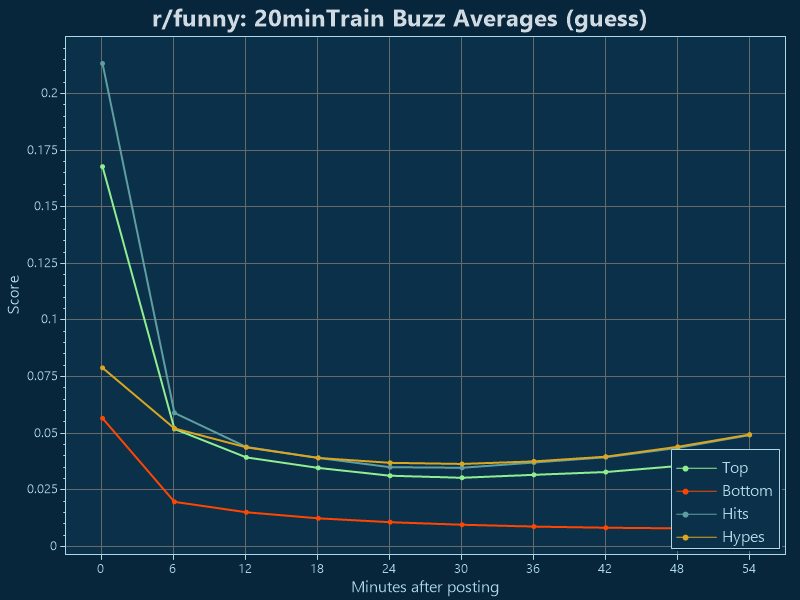 r/funny: 20minTrain Buzz Averages (guess)
0.2
0.175
0.15
0.125
0.1
0.075
0.05
0.025
0
Score
0 6 12 18 24 30 36 42 48 54
Minutes after posting
Top
Bottom
Hits
Hypes